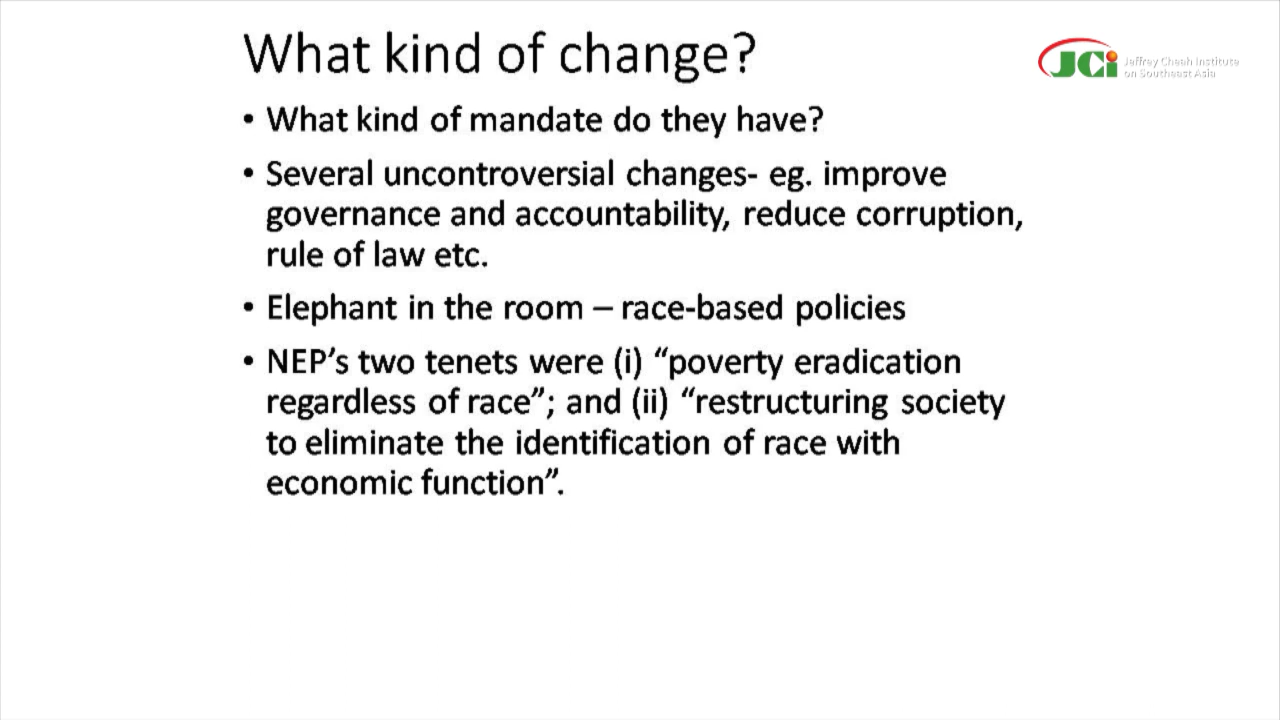 What kind of change?
JCi Jeffrey Cheah Institute
on Southeast Asia
• What kind of mandate do they have?
• Several uncontroversial changes- eg. improve
governance and accountability, reduce corruption,
rule of law etc.
• Elephant in the room – race-based policies
• NEP’s two tenets were (i) “poverty eradication
regardless of race”; and (ii) “restructuring society
to eliminate the identification of race with
economic function”.